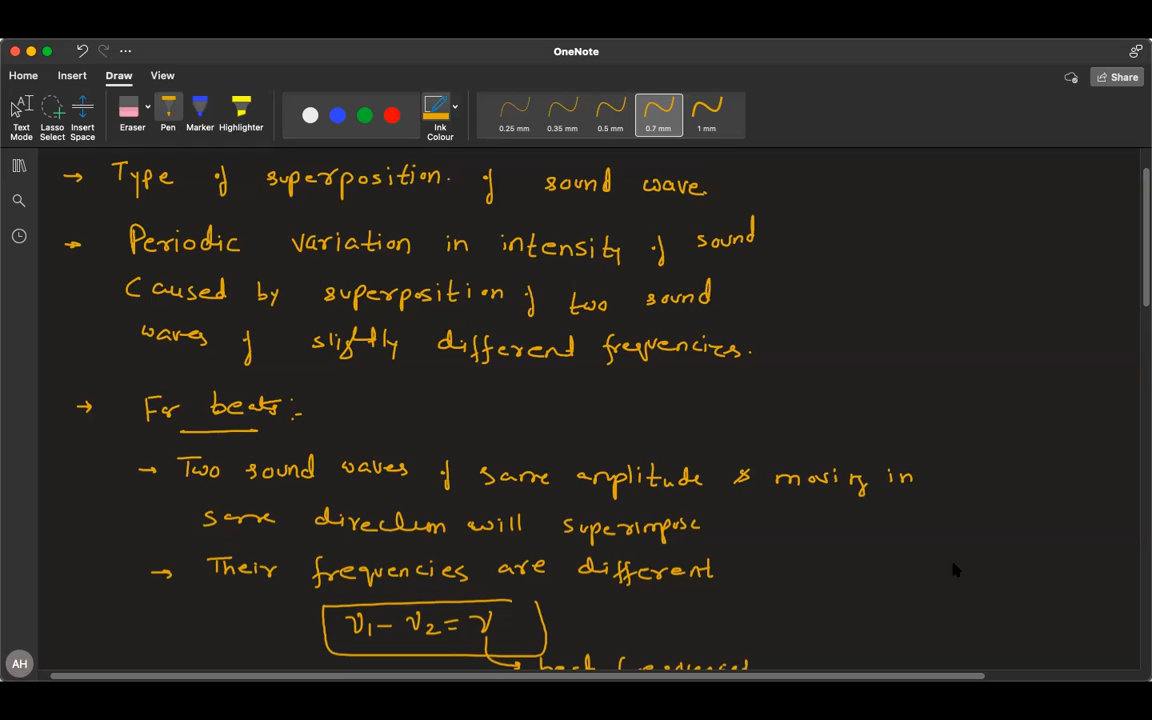 OneNote
Home Insert Draw View
Share
Text Mode Lasso Select Insert Space Eraser Pen Marker Highlighter Ink Colour 0.25 mm 0.35 mm 0.5 mm 0.7 mm 1 mm
→ Type of superposition of sound wave.
→ Periodic variation in intensity of sound
Caused by superposition of two sound
waves of slightly different frequencies.
→ For beats:-
→ Two sound waves of same amplitude & moving in
same direction will superimpose
→ Their frequencies are different
ν₁ - ν₂ = ν
→ beat frequences
AH